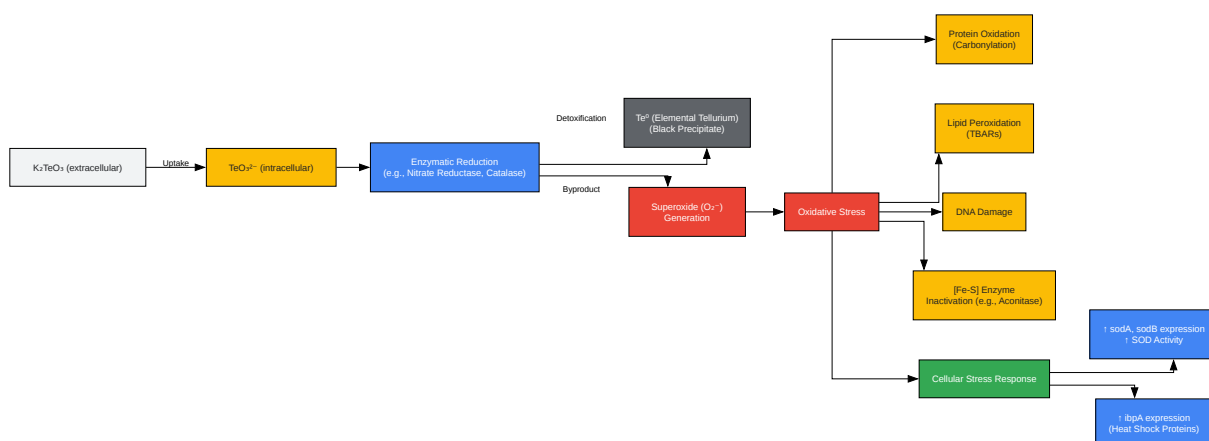 K₂TeO₃ (extracellular)
Uptake
TeO₃²⁻ (intracellular)
Enzymatic Reduction
(e.g., Nitrate Reductase, Catalase)
Detoxification
Te⁰ (Elemental Tellurium)
(Black Precipitate)
Byproduct
Superoxide (O₂⁻)
Generation
Oxidative Stress
Protein Oxidation
(Carbonylation)
Lipid Peroxidation
(TBARs)
DNA Damage
[Fe-S] Enzyme
Inactivation (e.g., Aconitase)
Cellular Stress Response
↑ sodA, sodB expression
↑ SOD Activity
↑ ibpA expression
(Heat Shock Proteins)